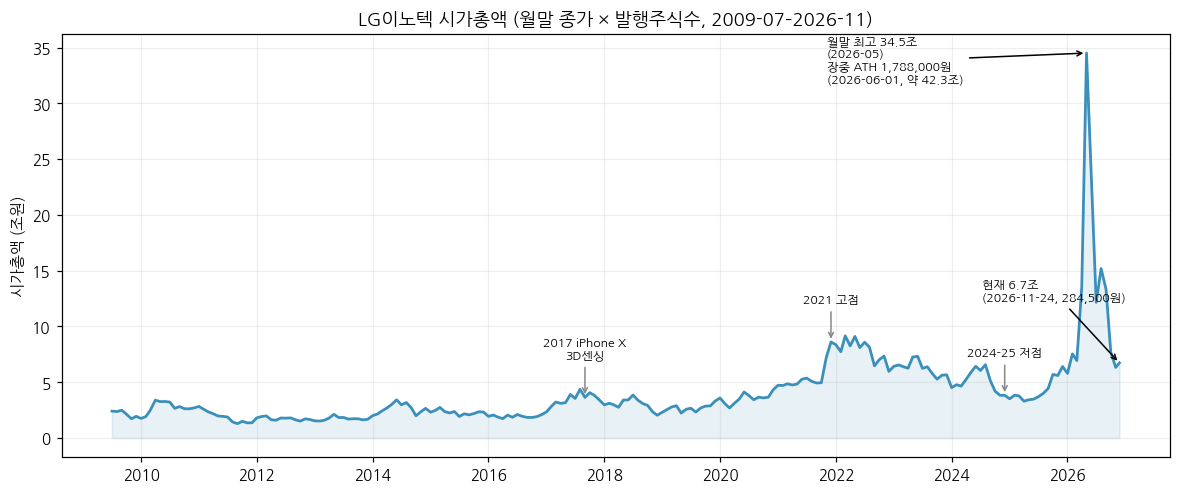 LG이노텍 시가총액 (월말 종가 × 발행주식수, 2009-07-2026-11)
월말 최고 34.5조
(2026-05)
장중 ATH 1,788,000원
(2026-06-01, 약 42.3조)
현재 6.7조
(2026-11-24, 284,500원)
2021 고점
2017 iPhone X
3D센싱
2024-25 저점
시가총액 (조원)
35
30
25
20
15
10
5
0
2010
2012
2014
2016
2018
2020
2022
2024
2026